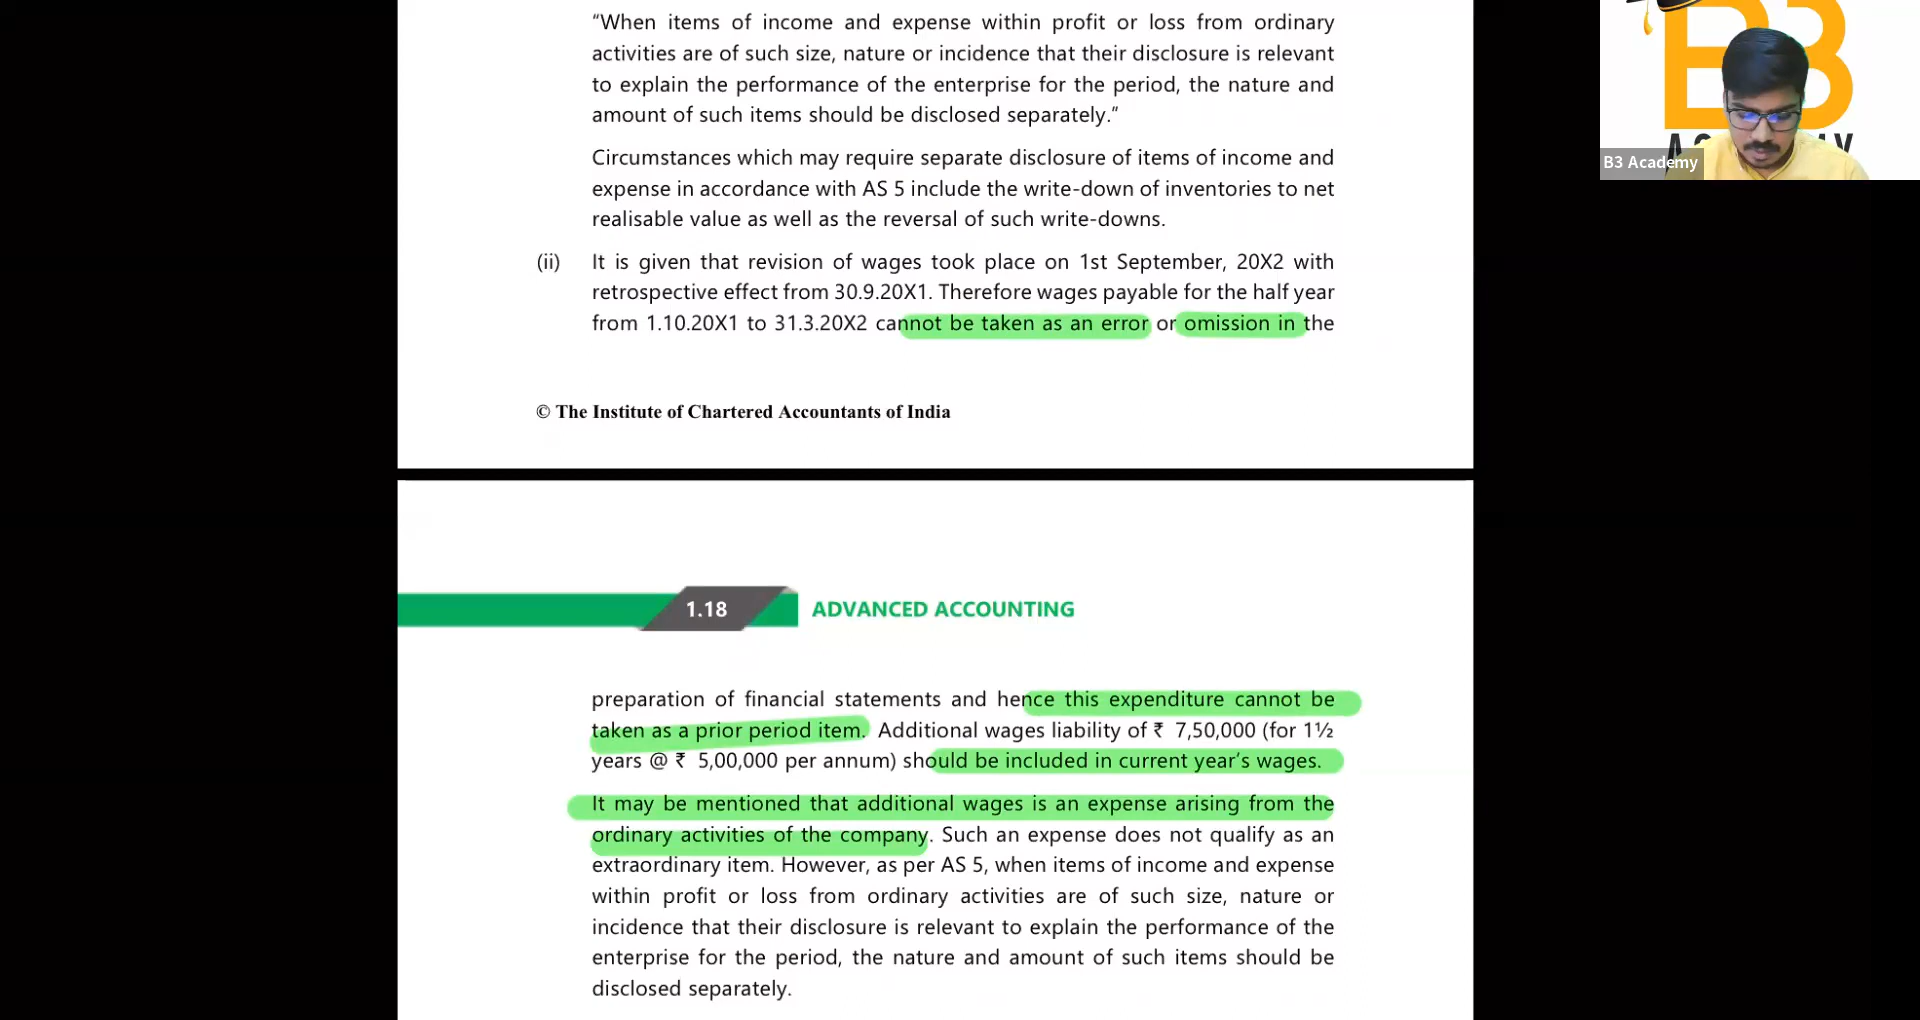 “When items of income and expense within profit or loss from ordinary
activities are of such size, nature or incidence that their disclosure is relevant
to explain the performance of the enterprise for the period, the nature and
amount of such items should be disclosed separately.”
Circumstances which may require separate disclosure of items of income and
expense in accordance with AS 5 include the write-down of inventories to net
realisable value as well as the reversal of such write-downs.
(ii) It is given that revision of wages took place on 1st September, 20X2 with
retrospective effect from 30.9.20X1. Therefore wages payable for the half year
from 1.10.20X1 to 31.3.20X2 cannot be taken as an error or omission in the
© The Institute of Chartered Accountants of India
1.18 ADVANCED ACCOUNTING
preparation of financial statements and hence this expenditure cannot be
taken as a prior period item. Additional wages liability of ₹ 7,50,000 (for 1½
years @ ₹ 5,00,000 per annum) should be included in current year’s wages.
It may be mentioned that additional wages is an expense arising from the
ordinary activities of the company. Such an expense does not qualify as an
extraordinary item. However, as per AS 5, when items of income and expense
within profit or loss from ordinary activities are of such size, nature or
incidence that their disclosure is relevant to explain the performance of the
enterprise for the period, the nature and amount of such items should be
disclosed separately.
B3
B3 Academy